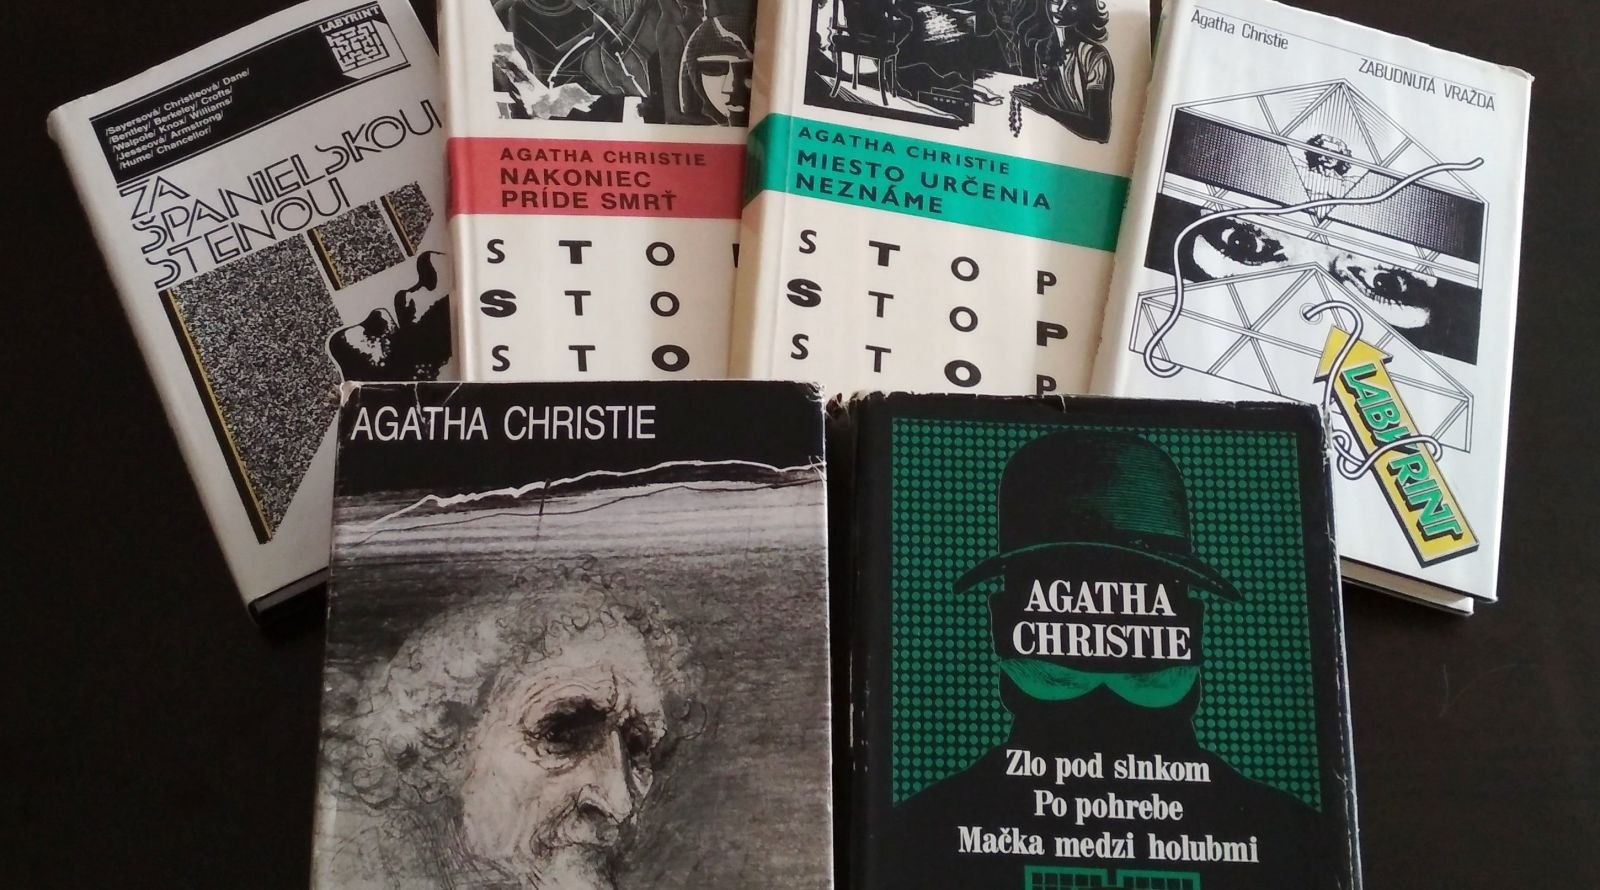 LABYRINT
/Sayersová/ Christieová/ Dane/
/Bentley/ Berkeley/ Crofts/
/Walpole/ Knox/ Williams/
/Jesseová/ Armstrong/
/Hume/ Chancellor/
ZA
ŠPANIELSKOU
STENOU
AGATHA CHRISTIE
NAKONIEC
PRÍDE SMRŤ
S T O
S T O
S T O
AGATHA CHRISTIE
MIESTO URČENIA
NEZNÁME
S T O P
S T O P
S T O P
Agatha Christie
ZABUDNUTÁ VRAŽDA
LABYRINT
AGATHA CHRISTIE
AGATHA
CHRISTIE
Zlo pod slnkom
Po pohrebe
Mačka medzi holubmi